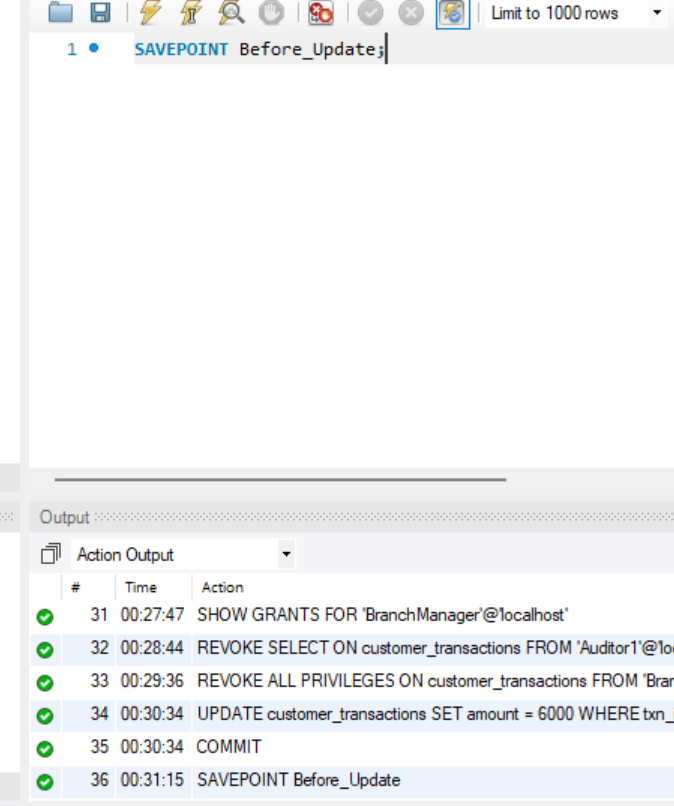 Limit to 1000 rows
1 SAVEPOINT Before_Update;
Output
Action Output
# Time Action
31 00:27:47 SHOW GRANTS FOR 'BranchManager'@'localhost'
32 00:28:44 REVOKE SELECT ON customer_transactions FROM 'Auditor1'@'lo
33 00:29:36 REVOKE ALL PRIVILEGES ON customer_transactions FROM 'Bra
34 00:30:34 UPDATE customer_transactions SET amount = 6000 WHERE txn_
35 00:30:34 COMMIT
36 00:31:15 SAVEPOINT Before_Update